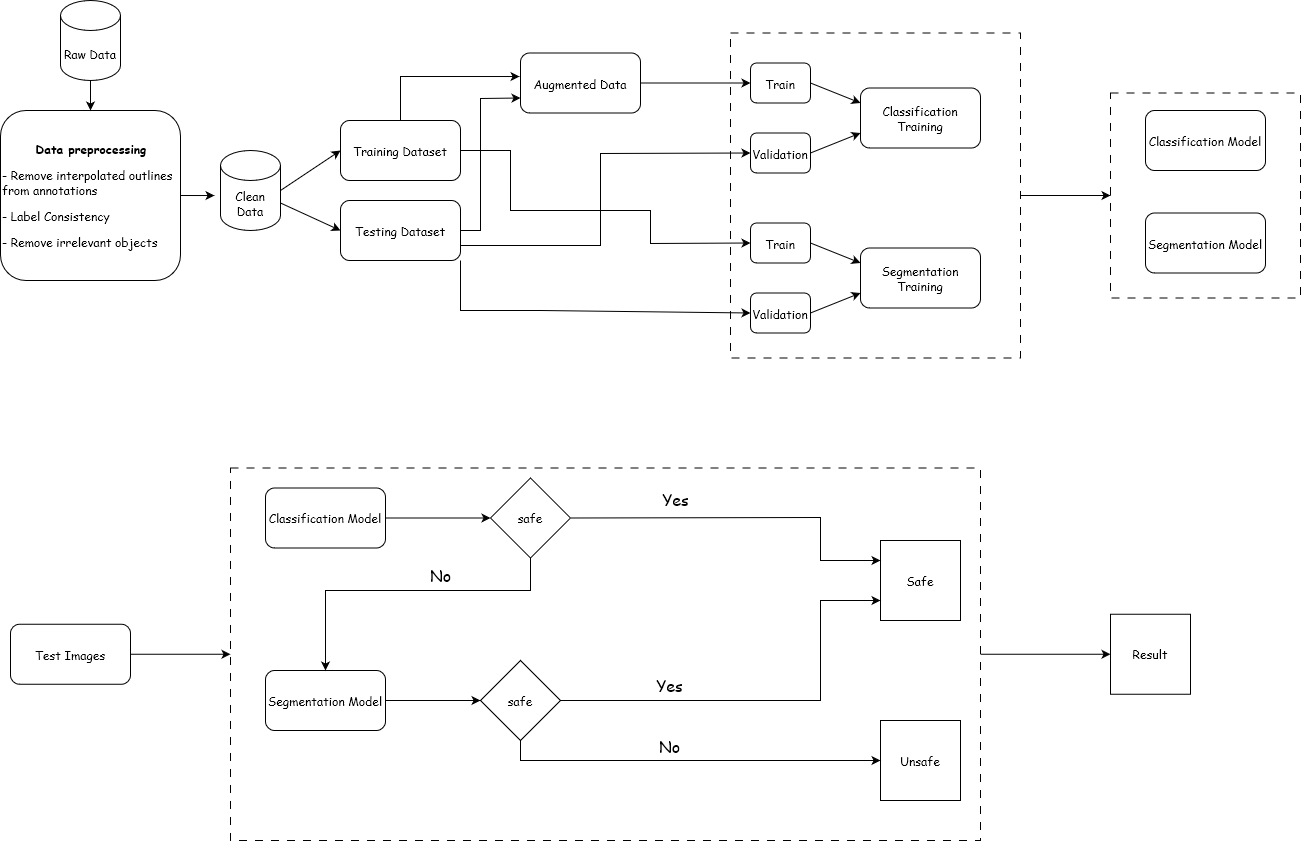 Raw Data
Data preprocessing
- Remove interpolated outlines
from annotations
- Label Consistency
- Remove irrelevant objects
Clean
Data
Training Dataset
Testing Dataset
Augmented Data
Train
Validation
Classification
Training
Train
Validation
Segmentation
Training
Classification Model
Segmentation Model
Test Images
Classification Model
safe
Yes
No
Safe
Segmentation Model
safe
Yes
No
Unsafe
Result